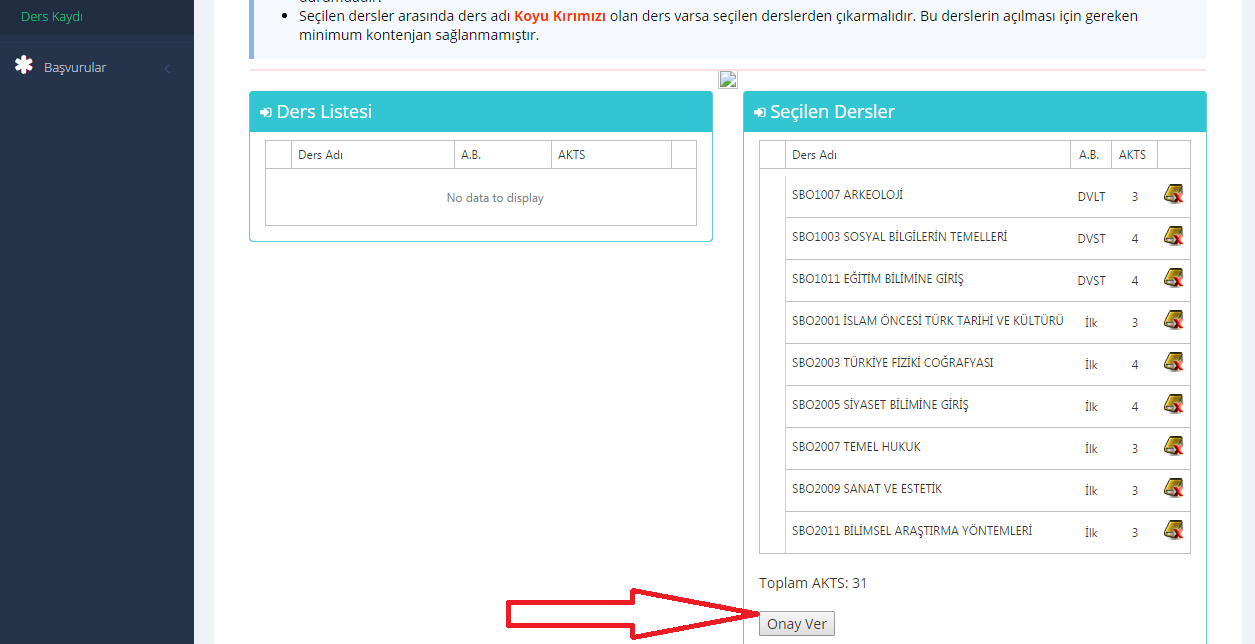 Ders Kaydı
Başvurular
Seçilen dersler arasında ders adı Koyu Kırımızı olan ders varsa seçilen derslerden çıkarmalıdır. Bu derslerin açılması için gereken
minimum kontenjan sağlanmamıştır.
Ders Listesi
Ders Adı A.B. AKTS
No data to display
Seçilen Dersler
Ders Adı A.B. AKTS
SBO1007 ARKEOLOJİ DVLT 3
SBO1003 SOSYAL BİLGİLERİN TEMELLERİ DVST 4
SBO1011 EĞİTİM BİLİMİNE GİRİŞ DVST 4
SBO2001 İSLAM ÖNCESİ TÜRK TARİHİ VE KÜLTÜRÜ İlk 3
SBO2003 TÜRKİYE FİZİKİ COĞRAFYASI İlk 4
SBO2005 SİYASET BİLİMİNE GİRİŞ İlk 4
SBO2007 TEMEL HUKUK İlk 3
SBO2009 SANAT VE ESTETİK İlk 3
SBO2011 BİLİMSEL ARAŞTIRMA YÖNTEMLERİ İlk 3
Toplam AKTS: 31
Onay Ver